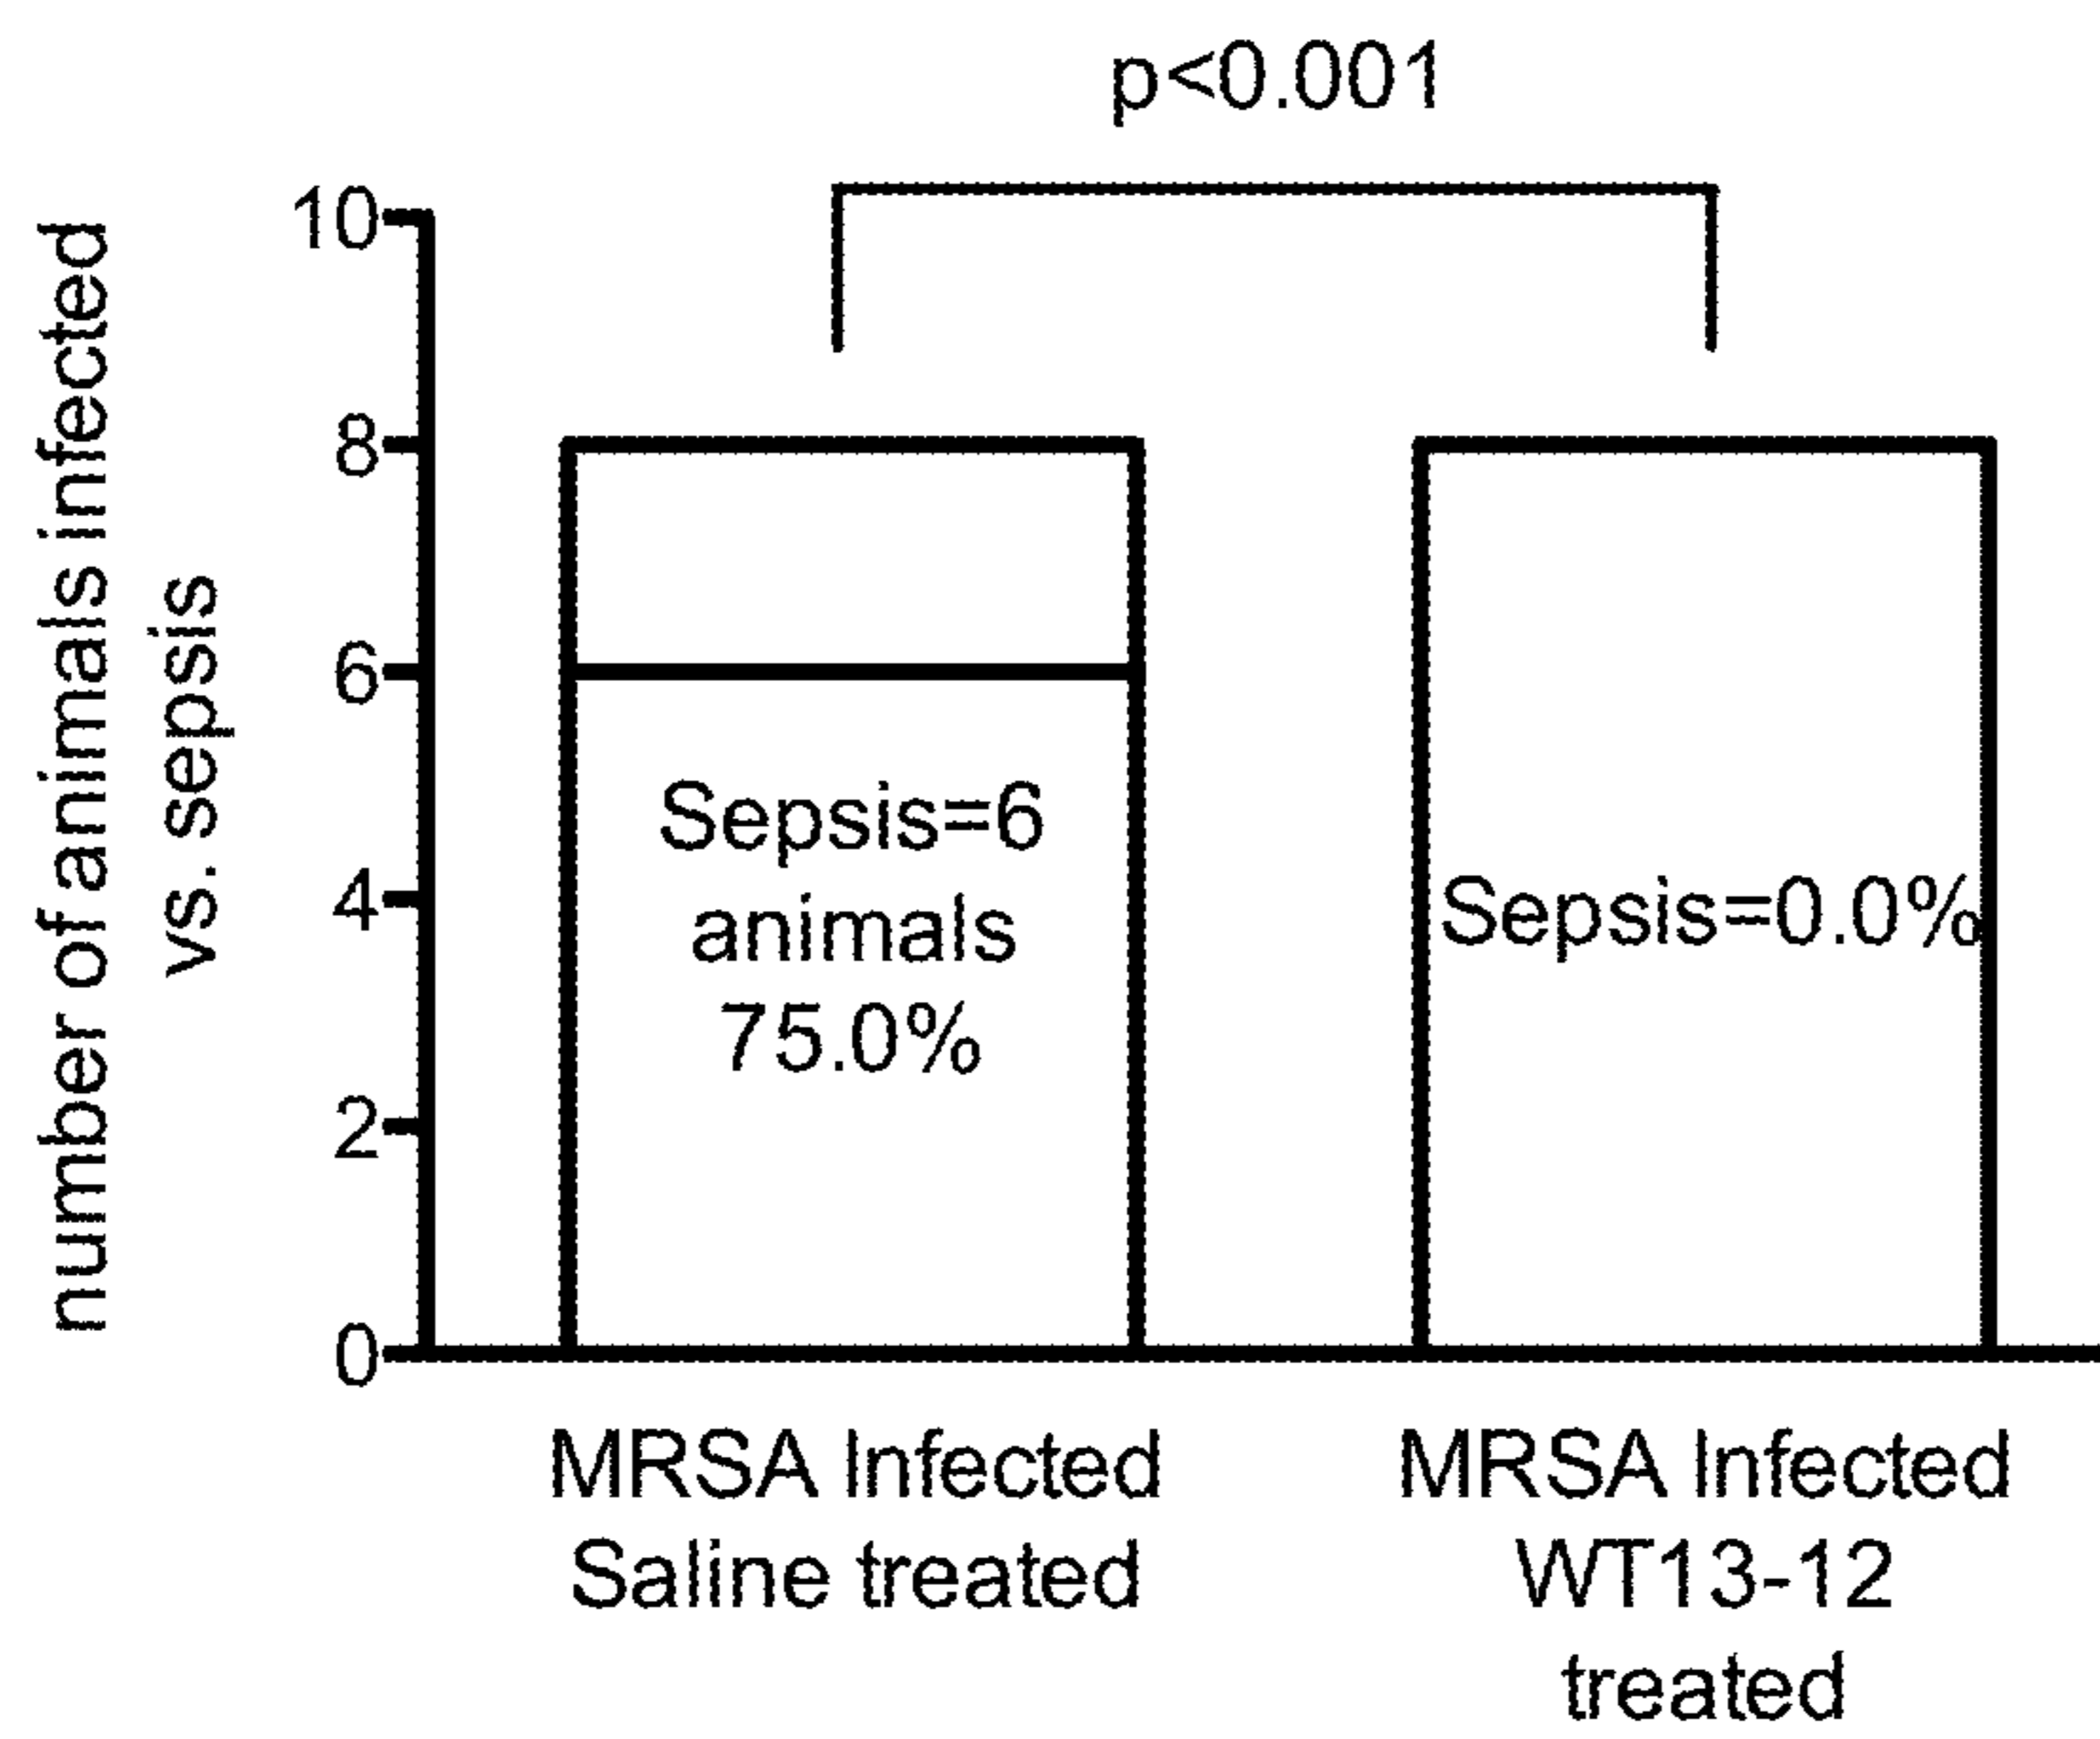 p<0.001
number of animals infected
vs. sepsis
10
8
6
4
2
0
Sepsis=6
animals
75.0%
Sepsis=0.0%
MRSA Infected
Saline treated
MRSA Infected
WT13-12
treated